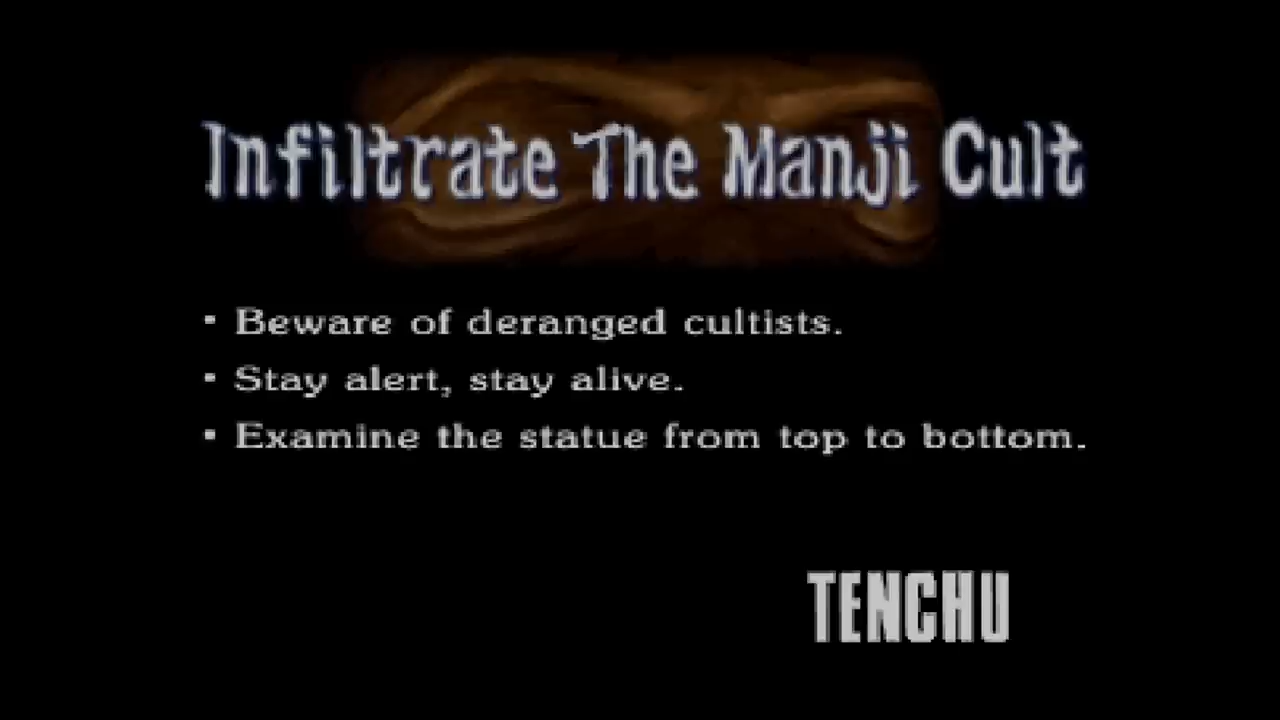 Infiltrate The Manji Cult
▪ Beware of deranged cultists.
▪ Stay alert, stay alive.
▪ Examine the statue from top to bottom.
TENCHU